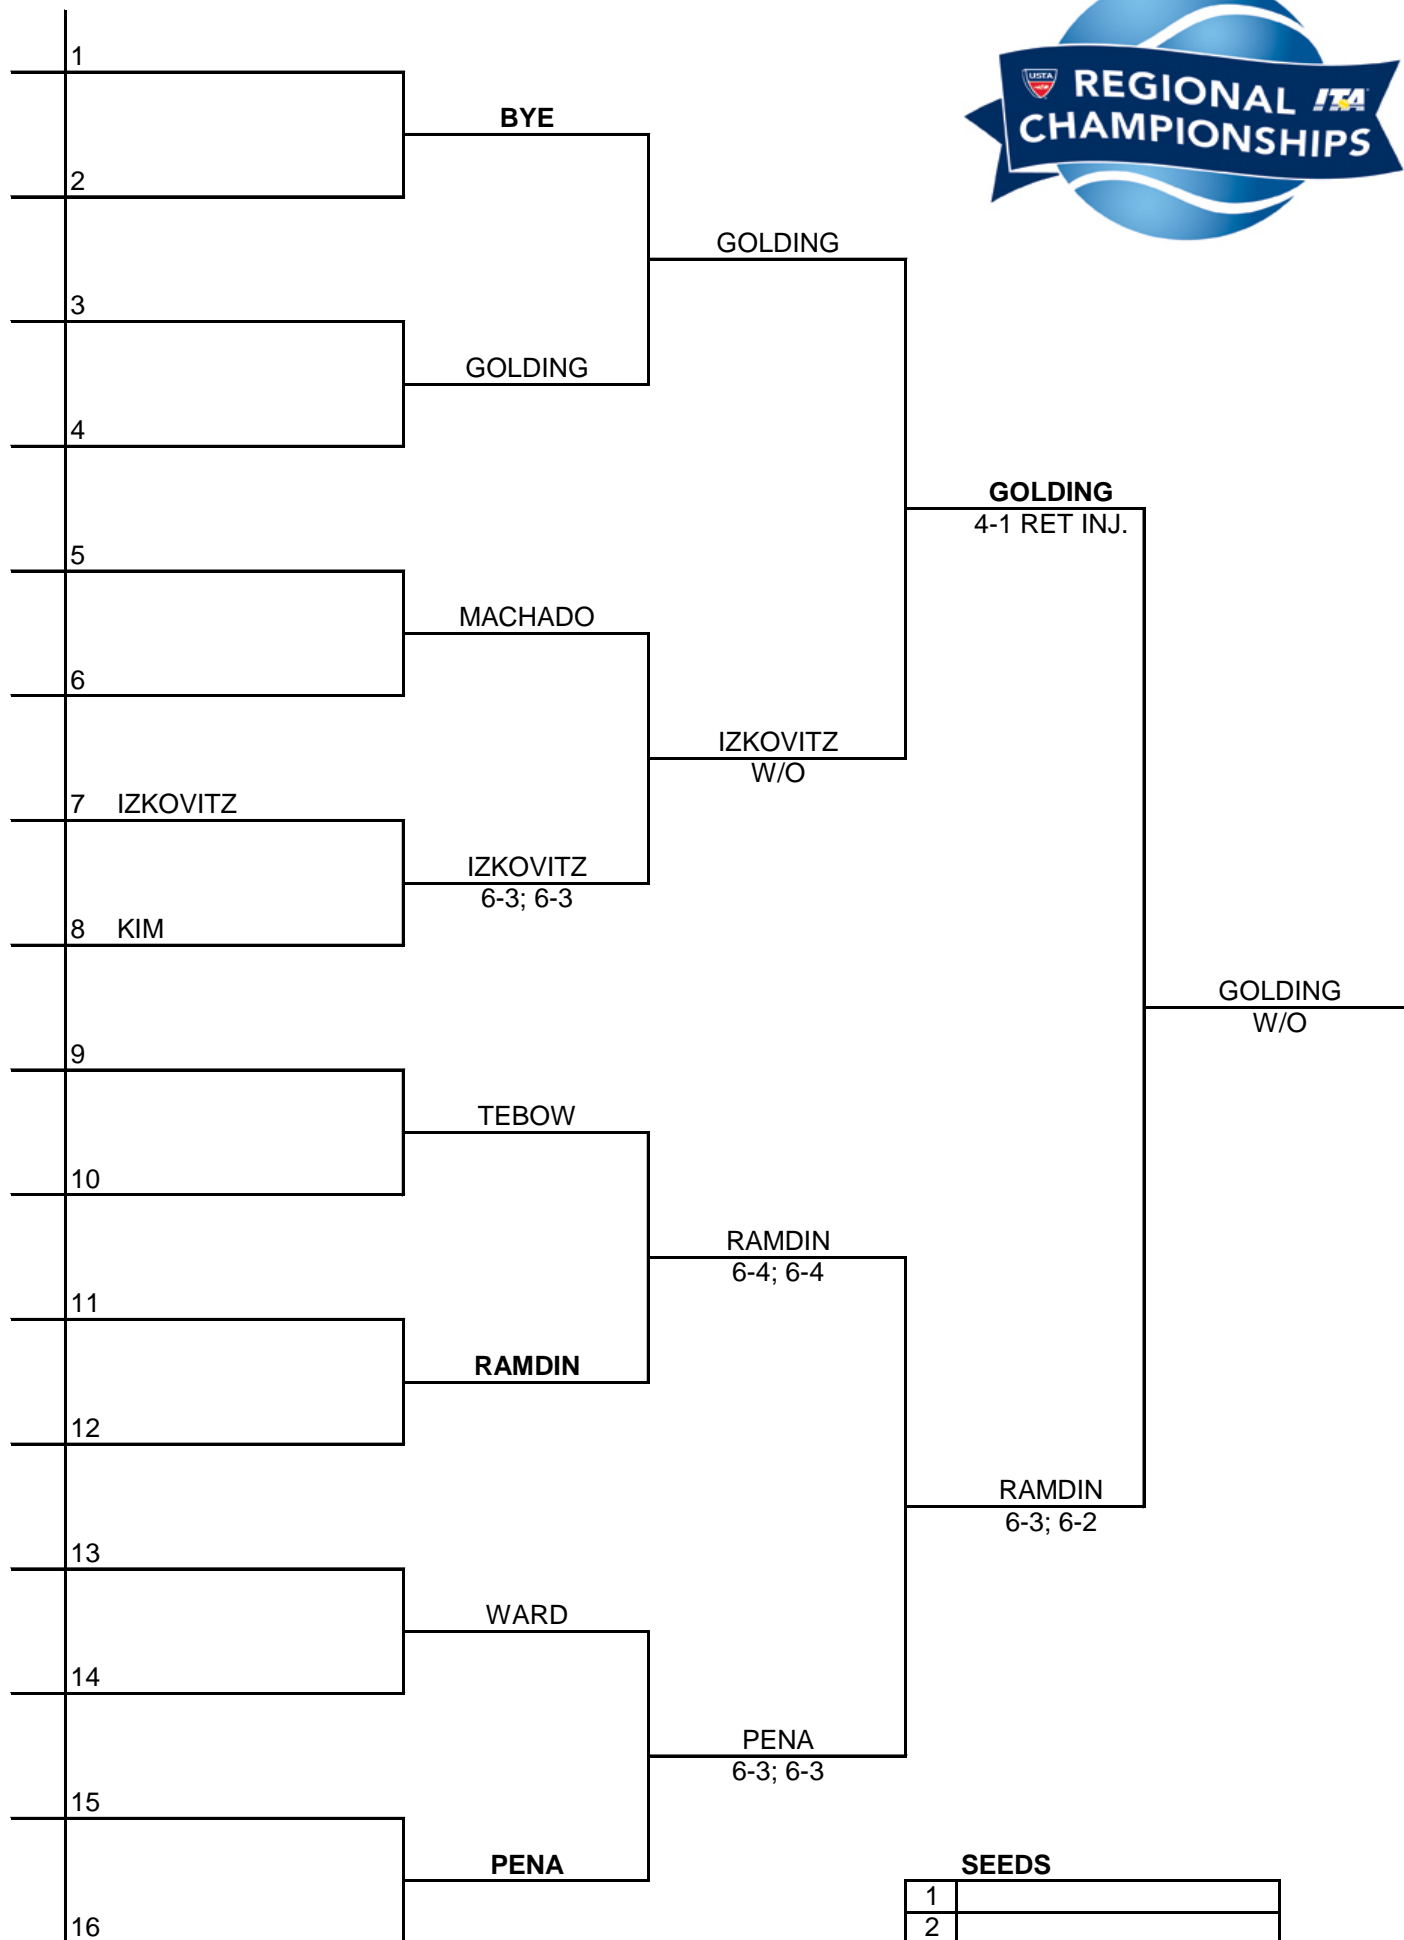 USTA REGIONAL ITA
CHAMPIONSHIPS
1
BYE
2
GOLDING
3
GOLDING
4
GOLDING
4-1 RET INJ.
5
MACHADO
6
IZKOVITZ
W/O
7 IZKOVITZ
IZKOVITZ
6-3; 6-3
8 KIM
GOLDING
W/O
9
TEBOW
10
RAMDIN
6-4; 6-4
11
RAMDIN
12
RAMDIN
6-3; 6-2
13
WARD
14
PENA
6-3; 6-3
15
PENA
SEEDS
1
16
2